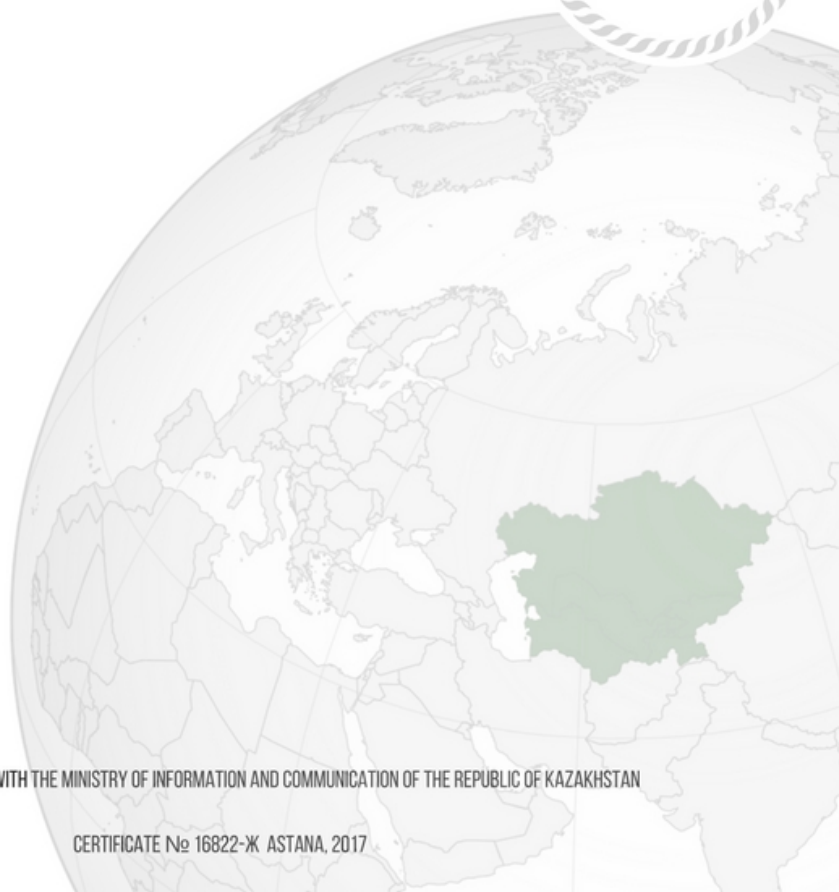 WITH THE MINISTRY OF INFORMATION AND COMMUNICATION OF THE REPUBLIC OF KAZAKHSTAN
CERTIFICATE № 16822-Ж ASTANA, 2017